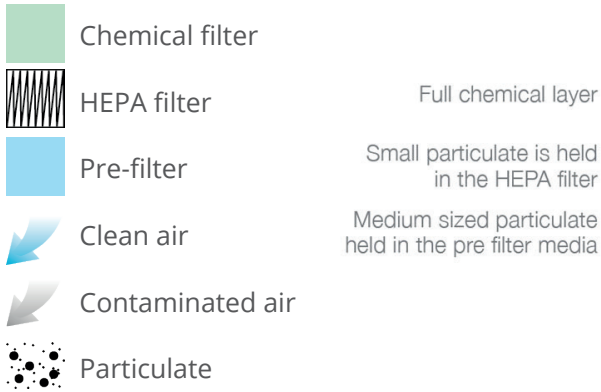 Chemical filter
HEPA filter
Pre-filter
Clean air
Contaminated air
Particulate
Full chemical layer
Small particulate is held
in the HEPA filter
Medium sized particulate
held in the pre filter media